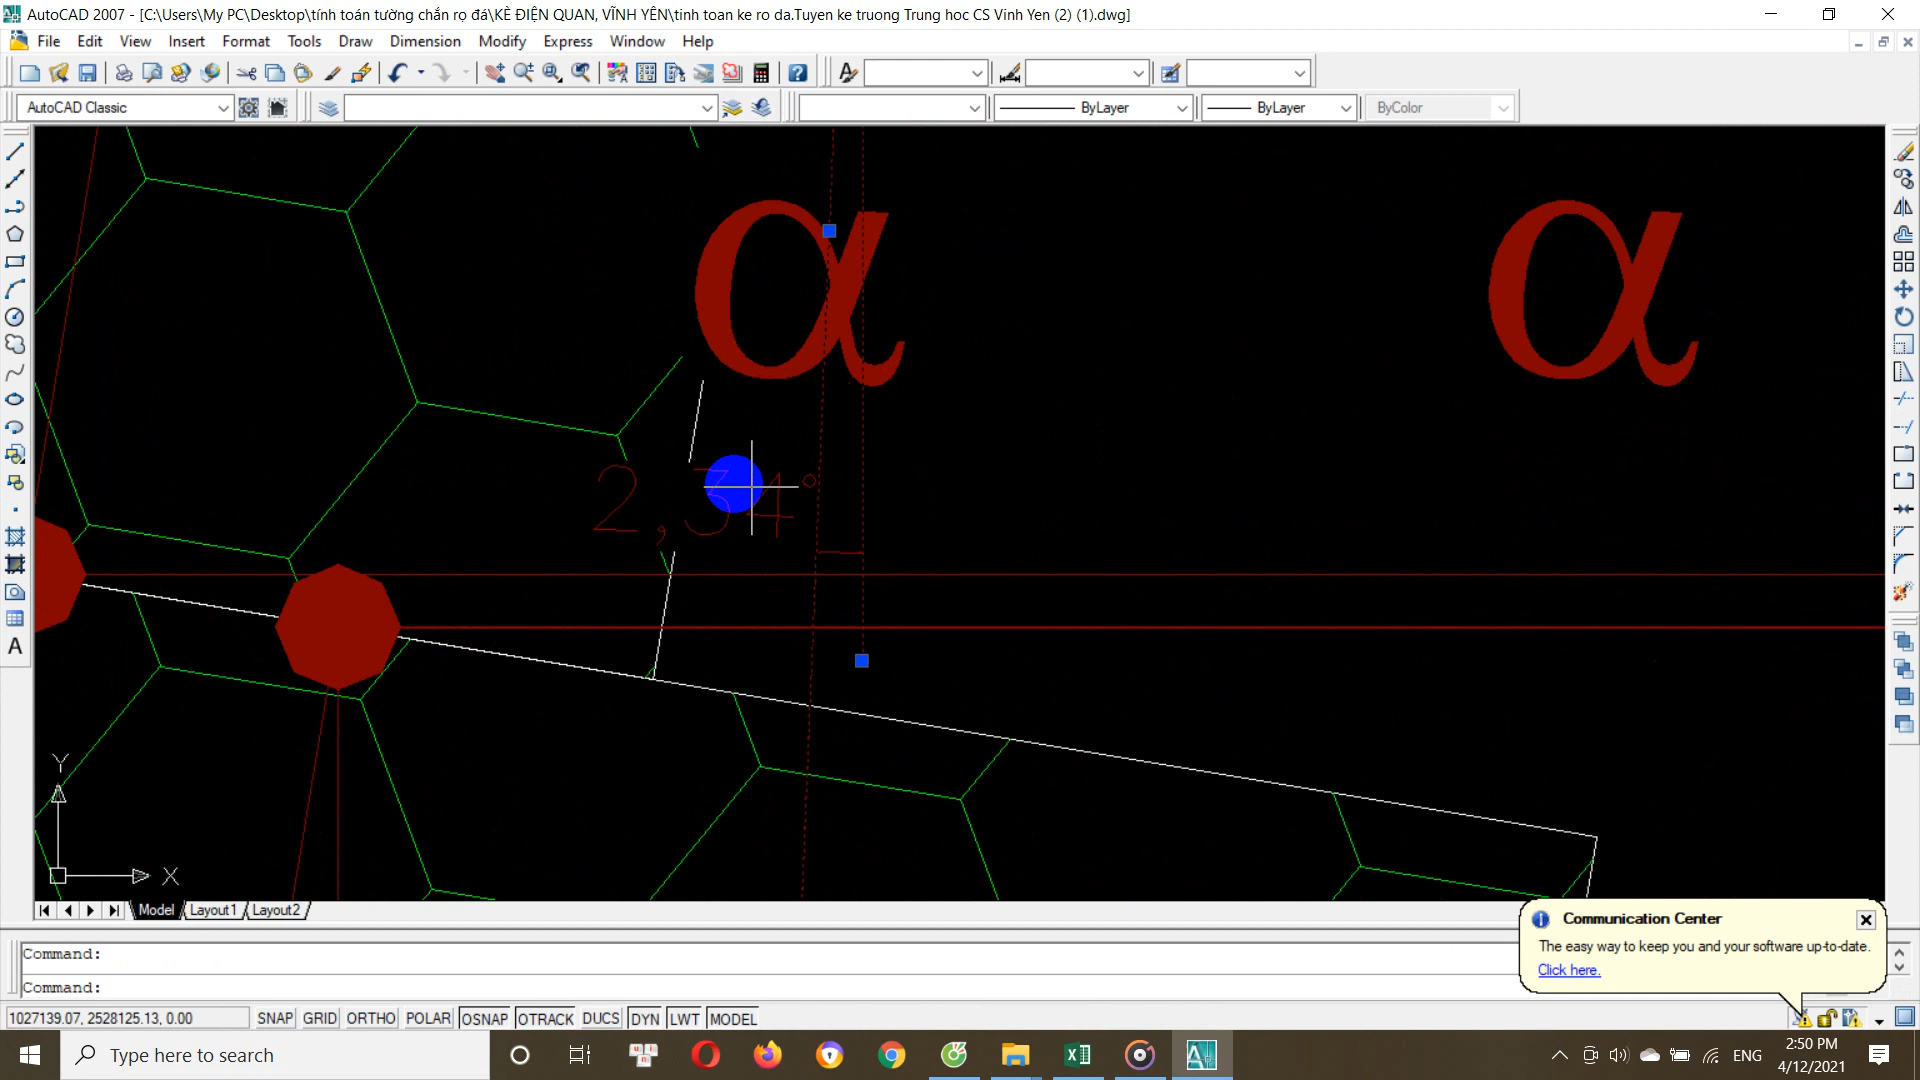 AutoCAD 2007 - [C:\Users\My PC\Desktop\tính toán tường chắn rọ đá\KÈ ĐIỆN QUAN, VĨNH YÊN\tinh toan ke ro da.Tuyen ke truong Trung hoc CS Vinh Yen (2) (1).dwg]
File Edit View Insert Format Tools Draw Dimension Modify Express Window Help
AutoCAD Classic ByLayer ByLayer ByColor
α α
2,34°
A
Y
X
Model Layout1 Layout2
Communication Center
The easy way to keep you and your software up-to-date.
Click here.
Command:
Command:
1027139.07, 2528125.13, 0.00 SNAP GRID ORTHO POLAR OSNAP OTRACK DUCS DYN LWT MODEL
Type here to search
ENG
2:50 PM
4/12/2021